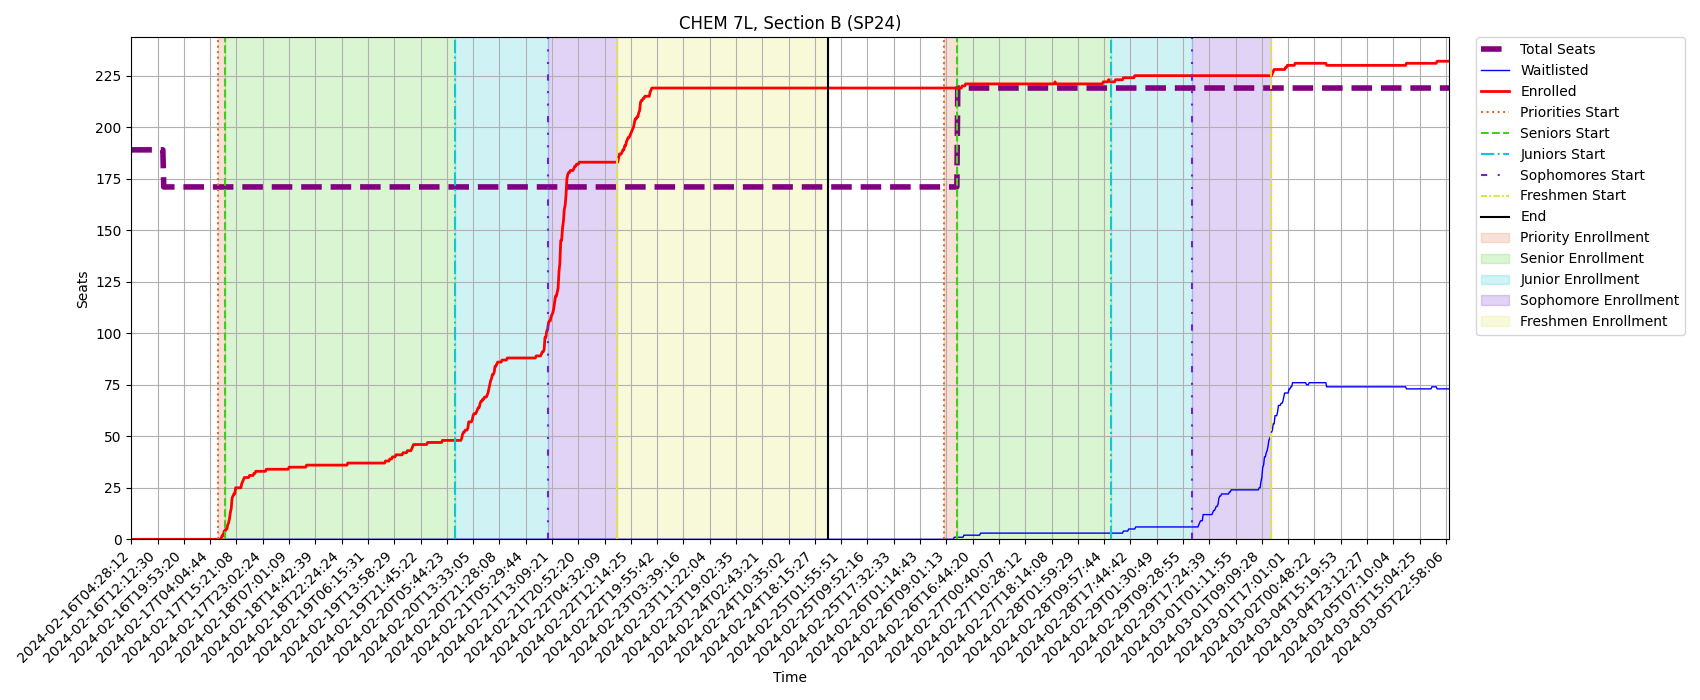 CHEM 7L, Section B (SP24)
Seats
225
200
175
150
125
100
75
50
25
0
2024-02-16T04:28:12
2024-02-16T12:12:30
2024-02-16T19:53:20
2024-02-17T04:04:44
2024-02-17T15:21:08
2024-02-17T23:02:24
2024-02-18T07:01:09
2024-02-18T14:42:39
2024-02-18T22:24:24
2024-02-19T06:15:31
2024-02-19T13:58:29
2024-02-19T21:45:22
2024-02-20T05:44:23
2024-02-20T13:33:05
2024-02-20T21:28:08
2024-02-21T05:29:44
2024-02-21T13:09:21
2024-02-21T20:52:20
2024-02-22T04:32:09
2024-02-22T12:14:25
2024-02-22T19:55:42
2024-02-23T03:39:16
2024-02-23T11:22:04
2024-02-23T19:02:35
2024-02-24T02:43:21
2024-02-24T10:35:02
2024-02-24T18:15:27
2024-02-25T01:55:51
2024-02-25T09:52:16
2024-02-25T17:32:33
2024-02-26T01:14:43
2024-02-26T09:01:13
2024-02-26T16:44:20
2024-02-27T00:40:07
2024-02-27T10:28:12
2024-02-27T18:14:08
2024-02-28T01:59:29
2024-02-28T09:57:44
2024-02-28T17:44:42
2024-02-29T01:30:49
2024-02-29T09:28:55
2024-02-29T17:24:39
2024-03-01T01:11:55
2024-03-01T09:09:28
2024-03-01T17:01:01
2024-03-02T00:48:22
2024-03-04T15:19:53
2024-03-04T23:12:27
2024-03-05T07:10:04
2024-03-05T15:04:25
2024-03-05T22:58:06
Time
Total Seats
Waitlisted
Enrolled
Priorities Start
Seniors Start
Juniors Start
Sophomores Start
Freshmen Start
End
Priority Enrollment
Senior Enrollment
Junior Enrollment
Sophomore Enrollment
Freshmen Enrollment